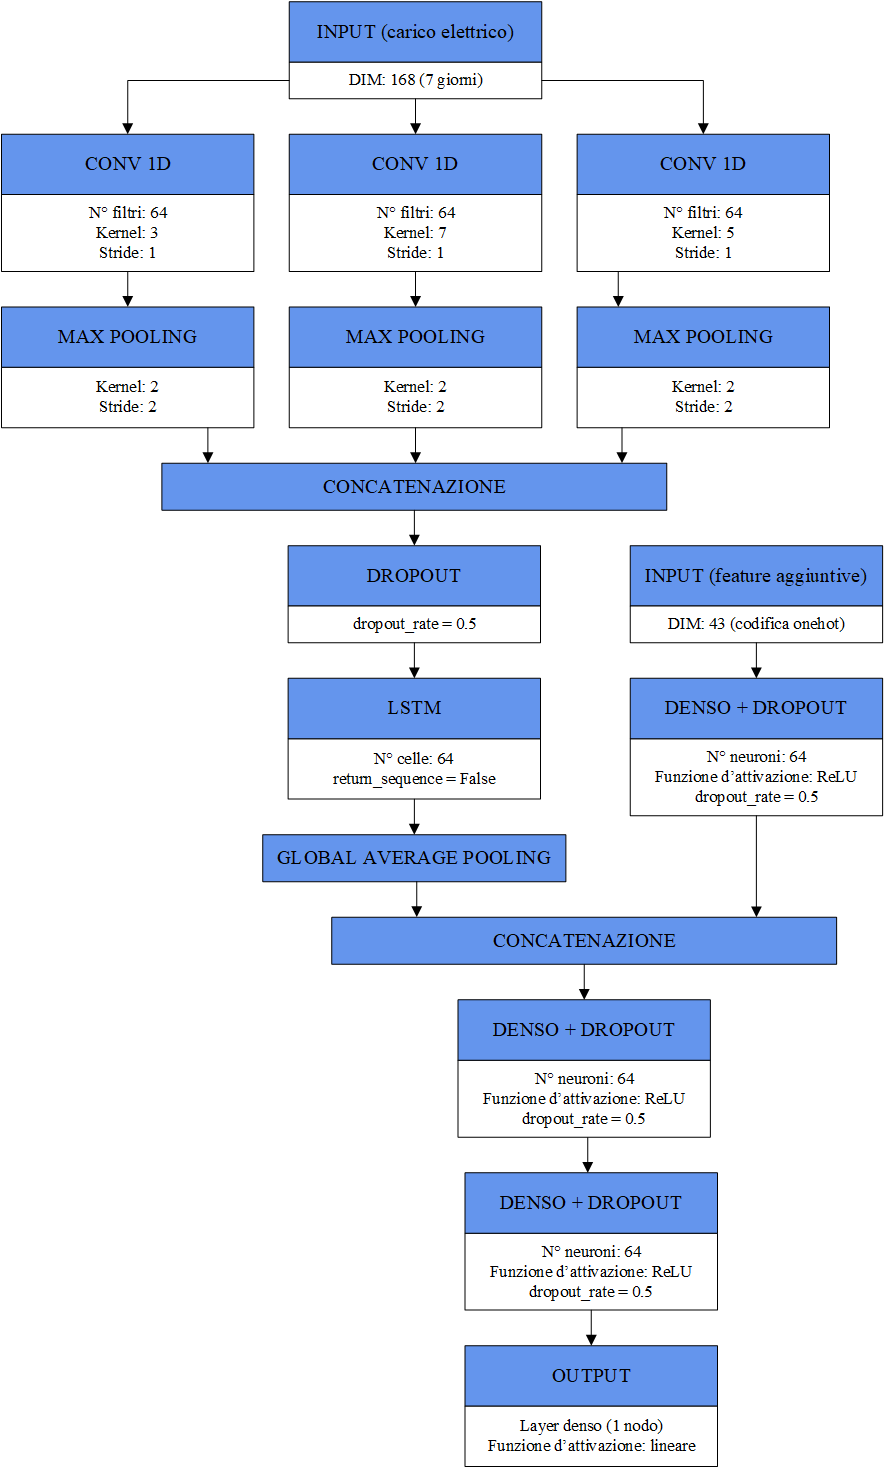 INPUT (carico elettrico)
DIM: 168 (7 giorni)
CONV 1D
N° filtri: 64
Kernel: 3
Stride: 1
CONV 1D
N° filtri: 64
Kernel: 7
Stride: 1
CONV 1D
N° filtri: 64
Kernel: 5
Stride: 1
MAX POOLING
Kernel: 2
Stride: 2
MAX POOLING
Kernel: 2
Stride: 2
MAX POOLING
Kernel: 2
Stride: 2
CONCATENAZIONE
DROPOUT
dropout_rate = 0.5
INPUT (feature aggiuntive)
DIM: 43 (codifica onehot)
LSTM
N° celle: 64
return_sequence = False
DENSO + DROPOUT
N° neuroni: 64
Funzione d’attivazione: ReLU
dropout_rate = 0.5
GLOBAL AVERAGE POOLING
CONCATENAZIONE
DENSO + DROPOUT
N° neuroni: 64
Funzione d’attivazione: ReLU
dropout_rate = 0.5
DENSO + DROPOUT
N° neuroni: 64
Funzione d’attivazione: ReLU
dropout_rate = 0.5
OUTPUT
Layer denso (1 nodo)
Funzione d’attivazione: lineare